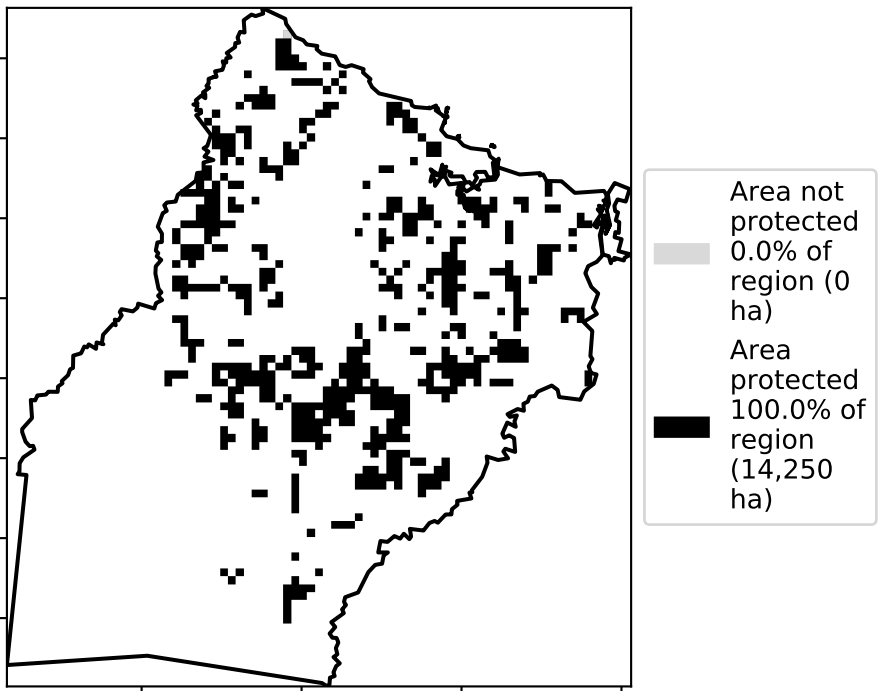 Area not
protected
0.0% of
region (0
ha)
Area
protected
100.0% of
region
(14,250
ha)